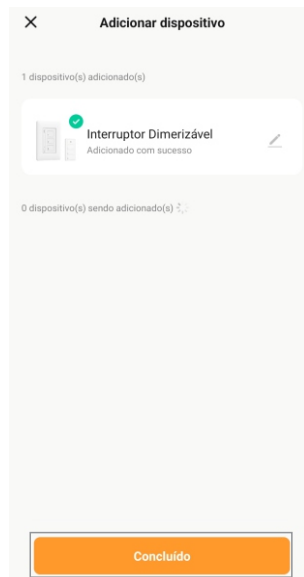 Adicionar dispositivo
1 dispositivo(s) adicionado(s)
Interruptor Dimerizável
Adicionado com sucesso
0 dispositivo(s) sendo adicionado(s)
Concluído